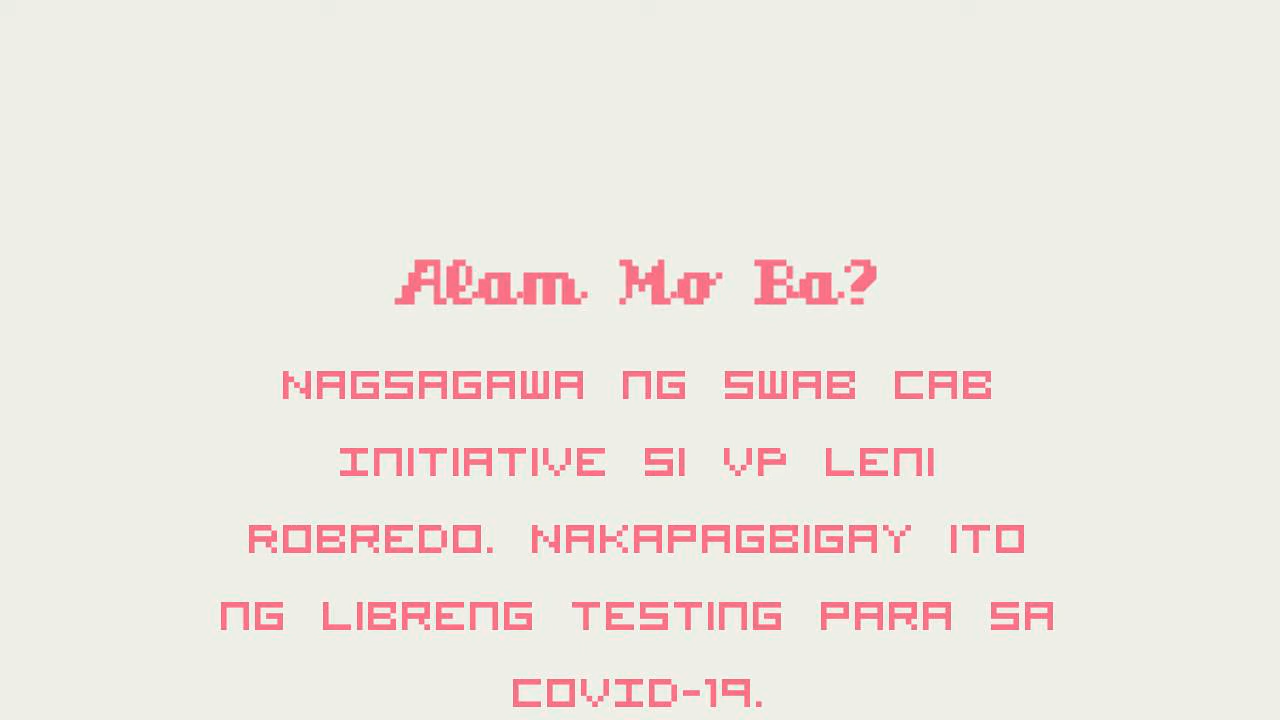 Alam Mo Ba?
NAGSAGAWA NG SWAB CAB
INITIATIVE SI VP LENI
ROBREDO. NAKAPAGBIGAY ITO
NG LIBRENG TESTING PARA SA
COVID-19.